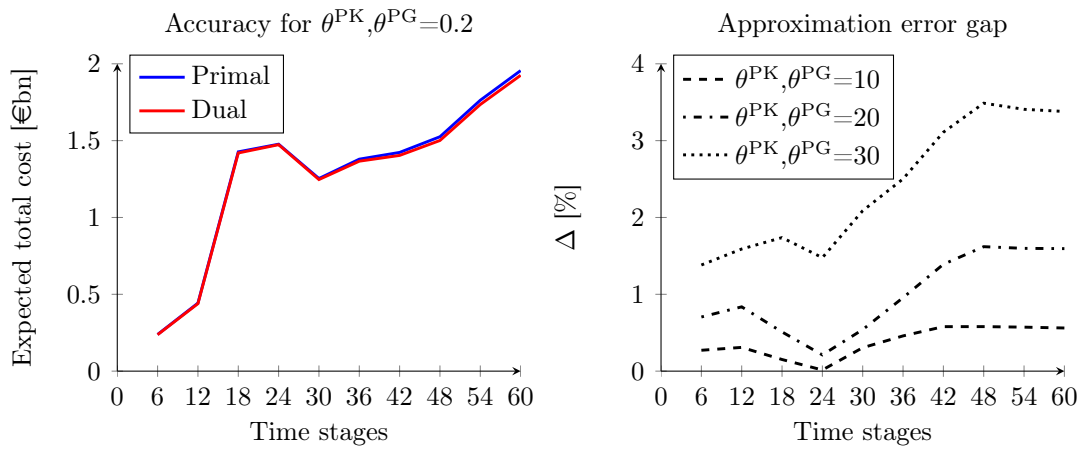 Accuracy for θ^PK,θ^PG=0.2
Expected total cost [€bn]
2
1.5
1
0.5
0
Primal
Dual
0 6 12 18 24 30 36 42 48 54 60
Time stages
Approximation error gap
Δ [%]
4
3
2
1
0
θ^PK,θ^PG=10
θ^PK,θ^PG=20
θ^PK,θ^PG=30
0 6 12 18 24 30 36 42 48 54 60
Time stages